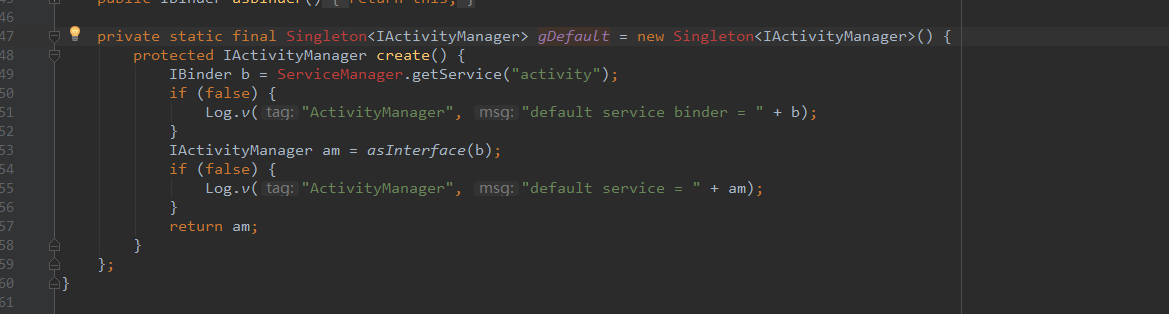 public IBinder asBinder() { return this; }
46
47 private static final Singleton<IActivityManager> gDefault = new Singleton<IActivityManager>() {
48 protected IActivityManager create() {
49 IBinder b = ServiceManager.getService("activity");
50 if (false) {
51 Log.v( tag: "ActivityManager", msg: "default service binder = " + b);
52 }
53 IActivityManager am = asInterface(b);
54 if (false) {
55 Log.v( tag: "ActivityManager", msg: "default service = " + am);
56 }
57 return am;
58 }
59 };
60 }
61